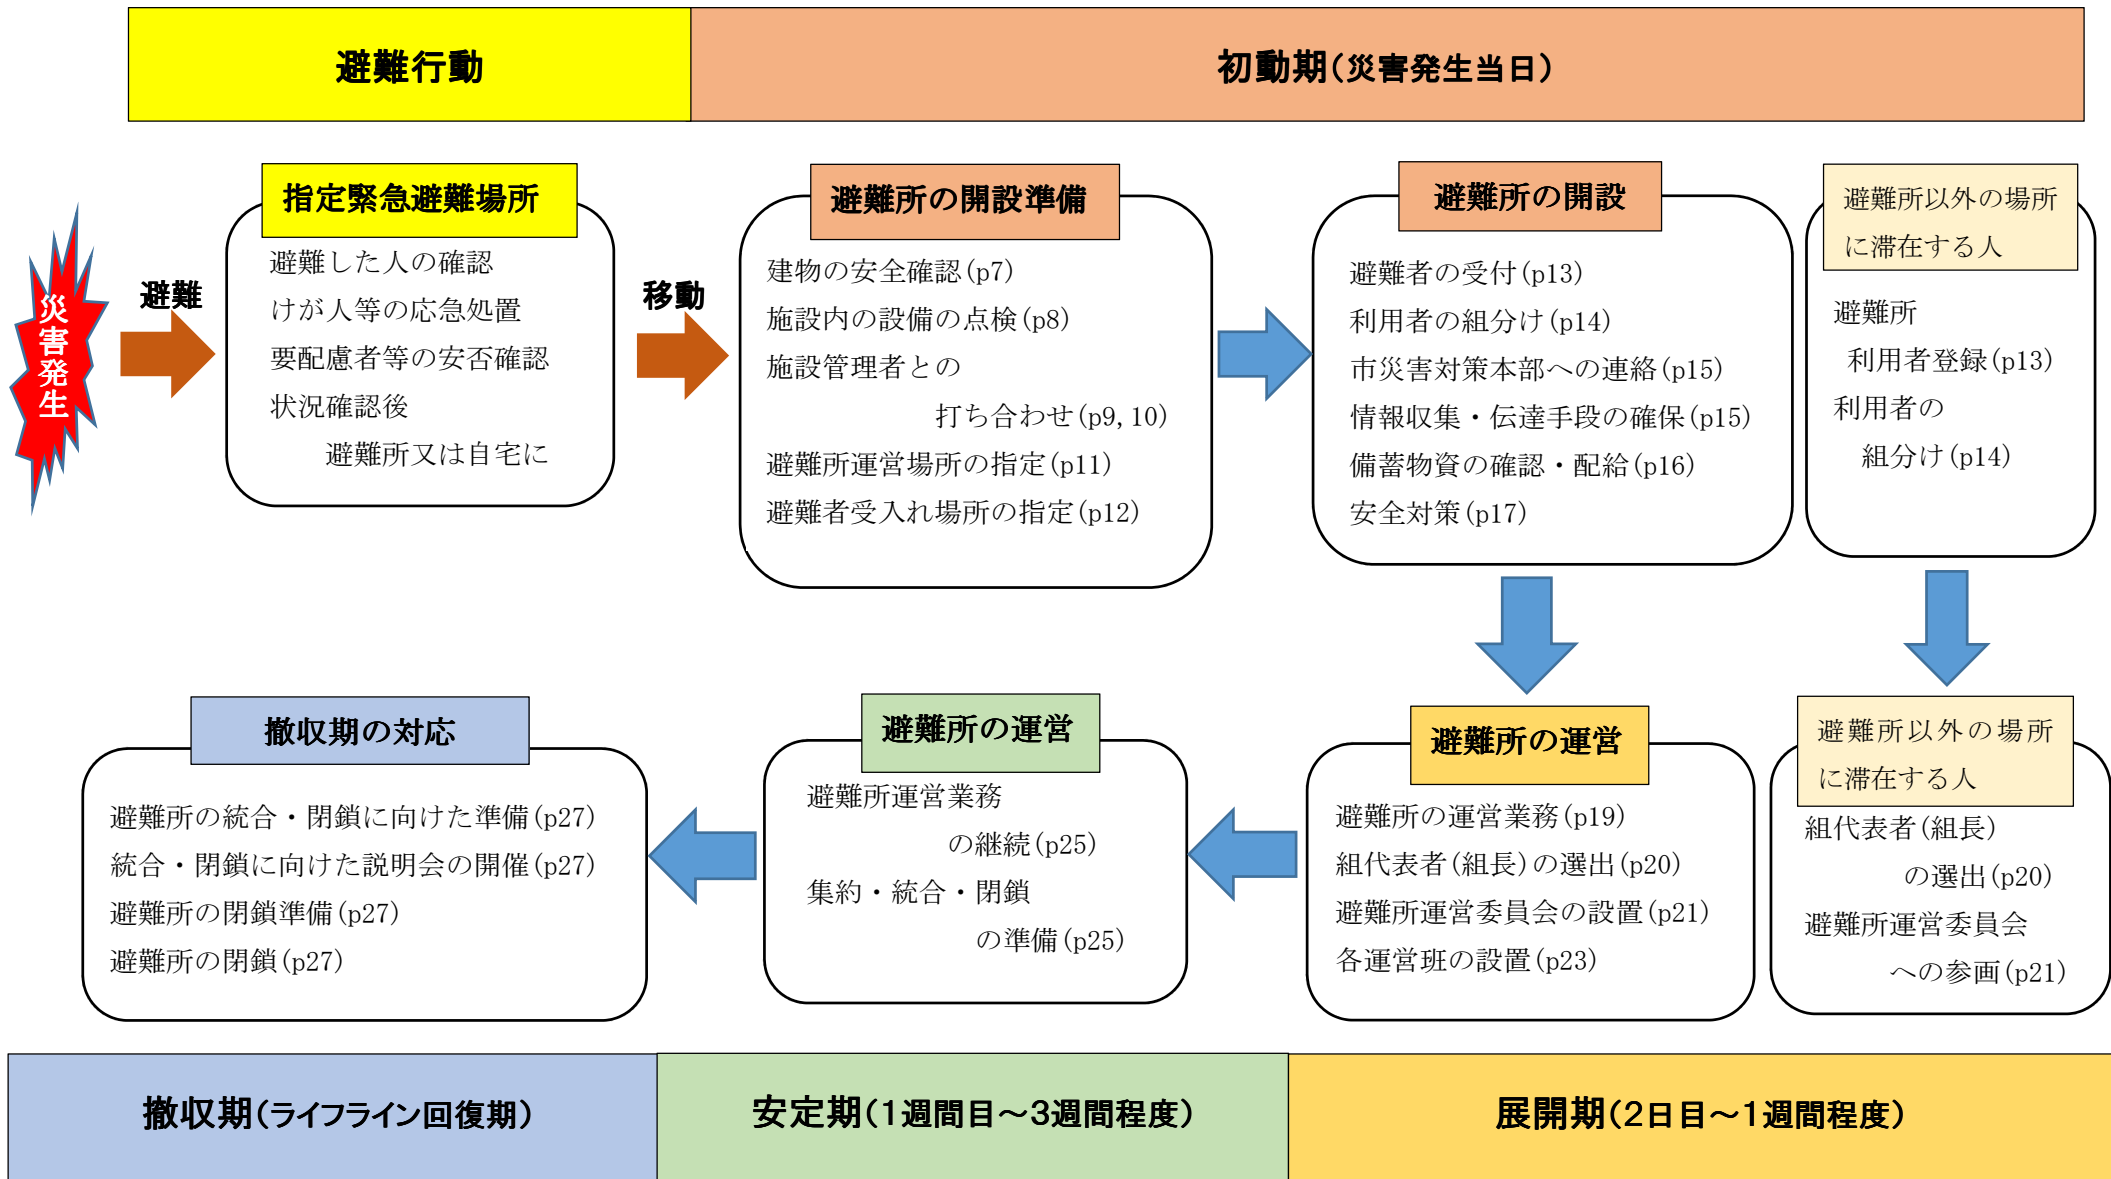 避難行動
初動期(災害発生当日)
災害発生
避難
指定緊急避難場所
避難した人の確認
けが人等の応急処置
要配慮者等の安否確認
状況確認後
避難所又は自宅に
移動
避難所の開設準備
建物の安全確認(p7)
施設内の設備の点検(p8)
施設管理者との
打ち合わせ(p9,10)
避難所運営場所の指定(p11)
避難者受入れ場所の指定(p12)
避難所の開設
避難者の受付(p13)
利用者の組分け(p14)
市災害対策本部への連絡(p15)
情報収集・伝達手段の確保(p15)
備蓄物資の確認・配給(p16)
安全対策(p17)
避難所以外の場所
に滞在する人
避難所
利用者登録(p13)
利用者の
組分け(p14)
撤収期の対応
避難所の統合・閉鎖に向けた準備(p27)
統合・閉鎖に向けた説明会の開催(p27)
避難所の閉鎖準備(p27)
避難所の閉鎖(p27)
避難所の運営
避難所運営業務
の継続(p25)
集約・統合・閉鎖
の準備(p25)
避難所の運営
避難所の運営業務(p19)
組代表者(組長)の選出(p20)
避難所運営委員会の設置(p21)
各運営班の設置(p23)
避難所以外の場所
に滞在する人
組代表者(組長)
の選出(p20)
避難所運営委員会
への参画(p21)
撤収期(ライフライン回復期)
安定期(1週間目～3週間程度)
展開期(2日目～1週間程度)